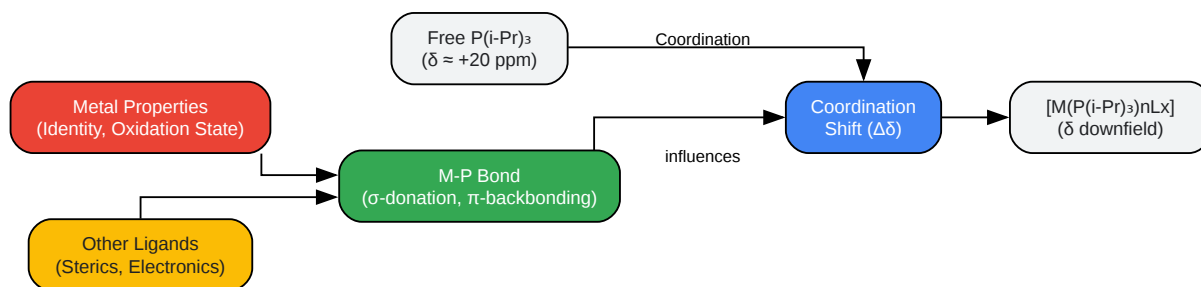 Free P(i-Pr)₃
(δ ≈ +20 ppm)
Coordination
Metal Properties
(Identity, Oxidation State)
Coordination
Shift (Δδ)
[M(P(i-Pr)₃)nLx]
(δ downfield)
influences
M-P Bond
(σ-donation, π-backbonding)
Other Ligands
(Sterics, Electronics)